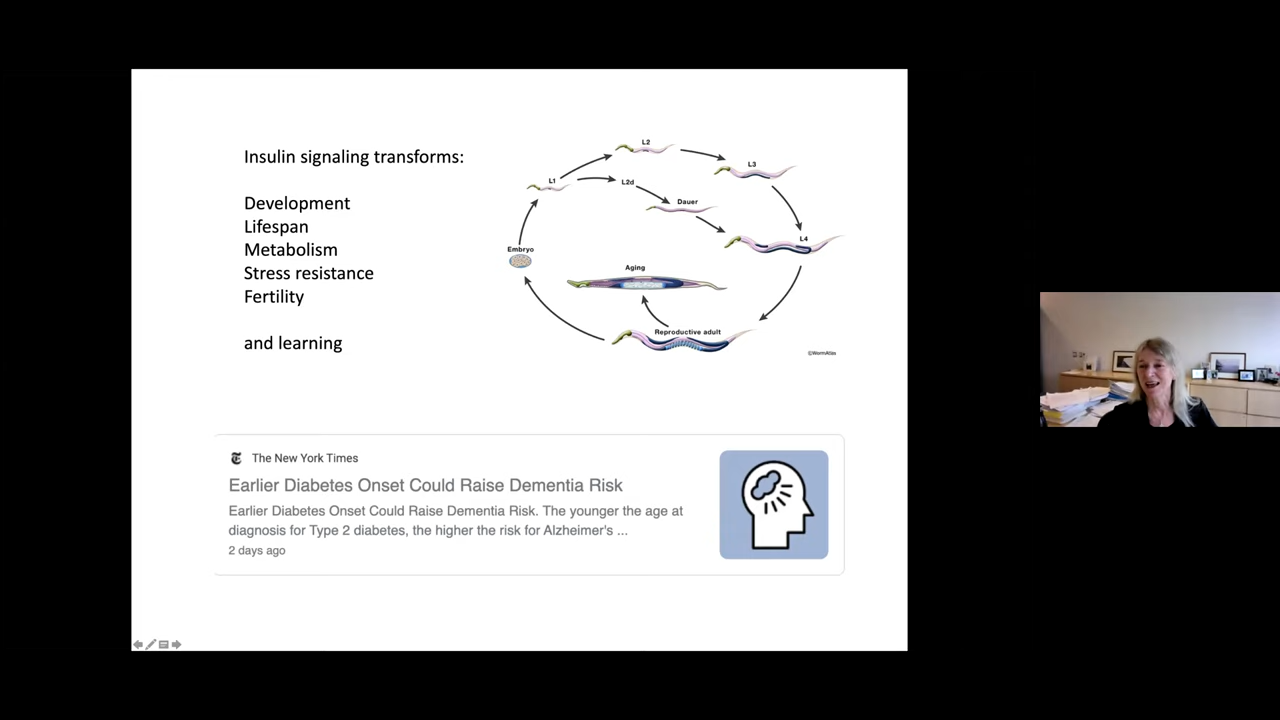 Insulin signaling transforms:
Development
Lifespan
Metabolism
Stress resistance
Fertility
and learning
L2
L3
L1
L2d
Dauer
L4
Embryo
Aging
Reproductive adult
©WormAtlas
The New York Times
Earlier Diabetes Onset Could Raise Dementia Risk
Earlier Diabetes Onset Could Raise Dementia Risk. The younger the age at
diagnosis for Type 2 diabetes, the higher the risk for Alzheimer's ...
2 days ago